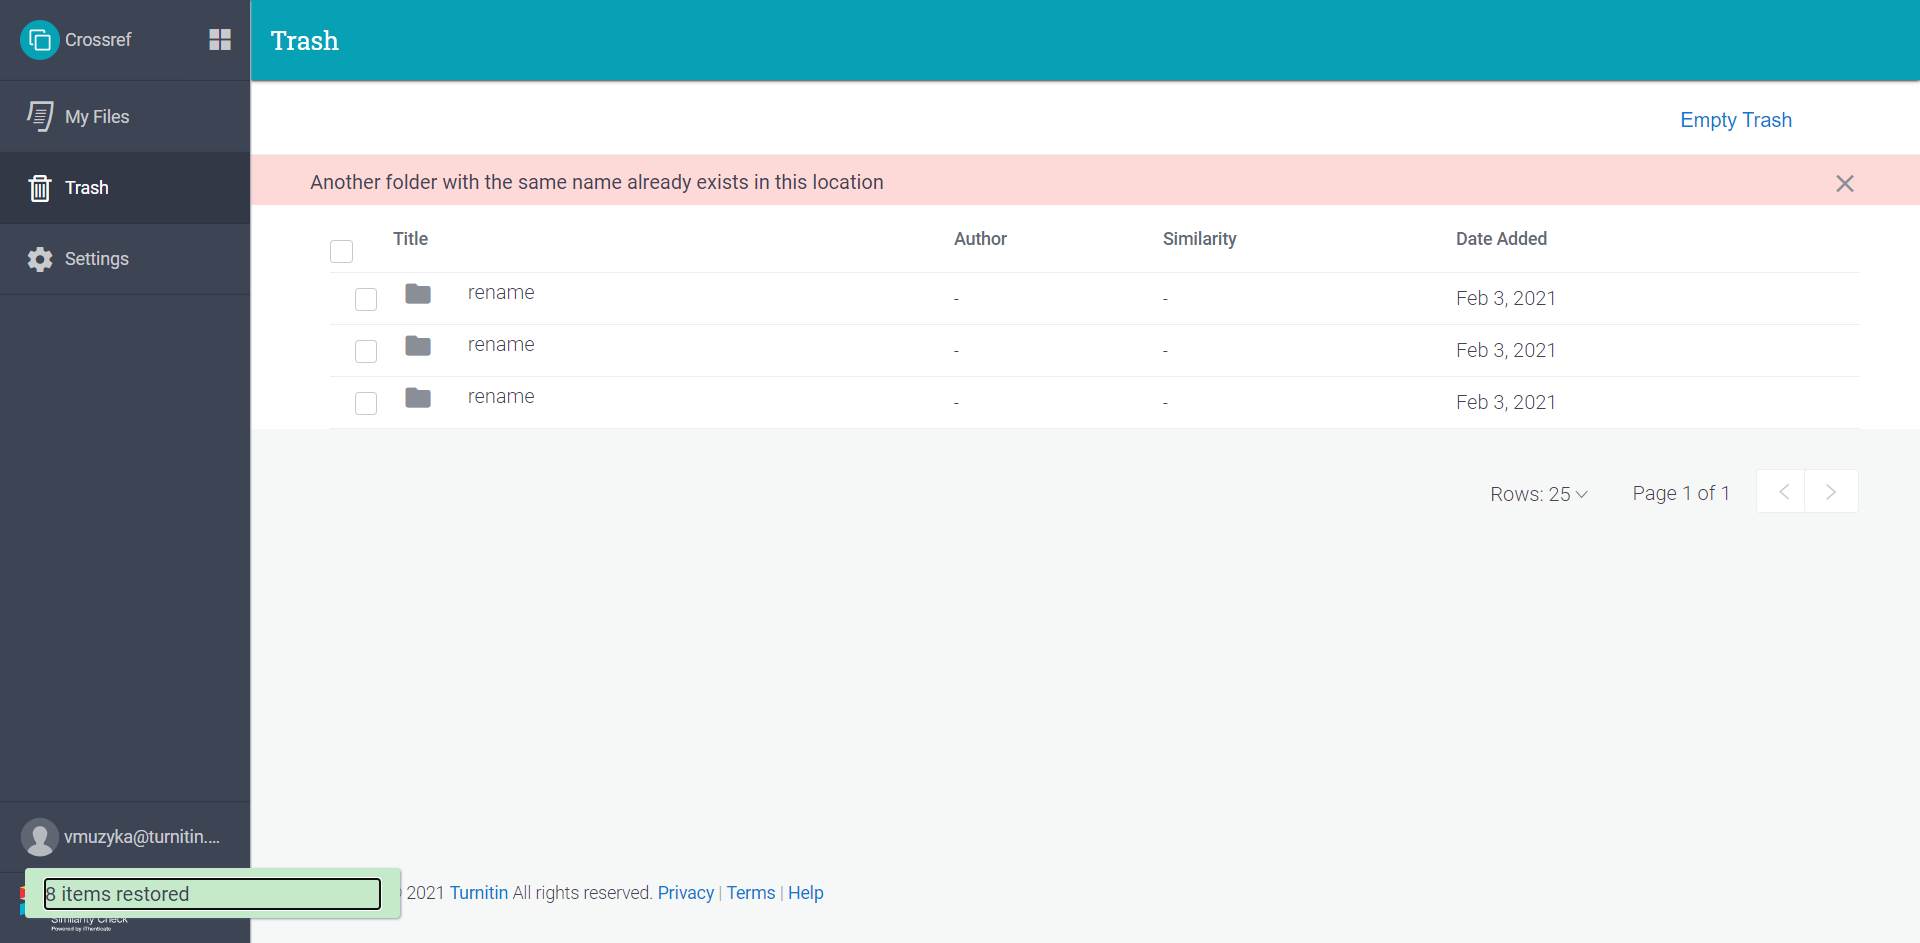 Crossref
Trash
My Files
Trash
Settings
Empty Trash
Another folder with the same name already exists in this location
Title Author Similarity Date Added
rename - - Feb 3, 2021
rename - - Feb 3, 2021
rename - - Feb 3, 2021
Rows: 25 Page 1 of 1
vmuzyka@turnitin....
8 items restored
2021 Turnitin All rights reserved. Privacy | Terms | Help
Similarity Check
Powered by iThenticate